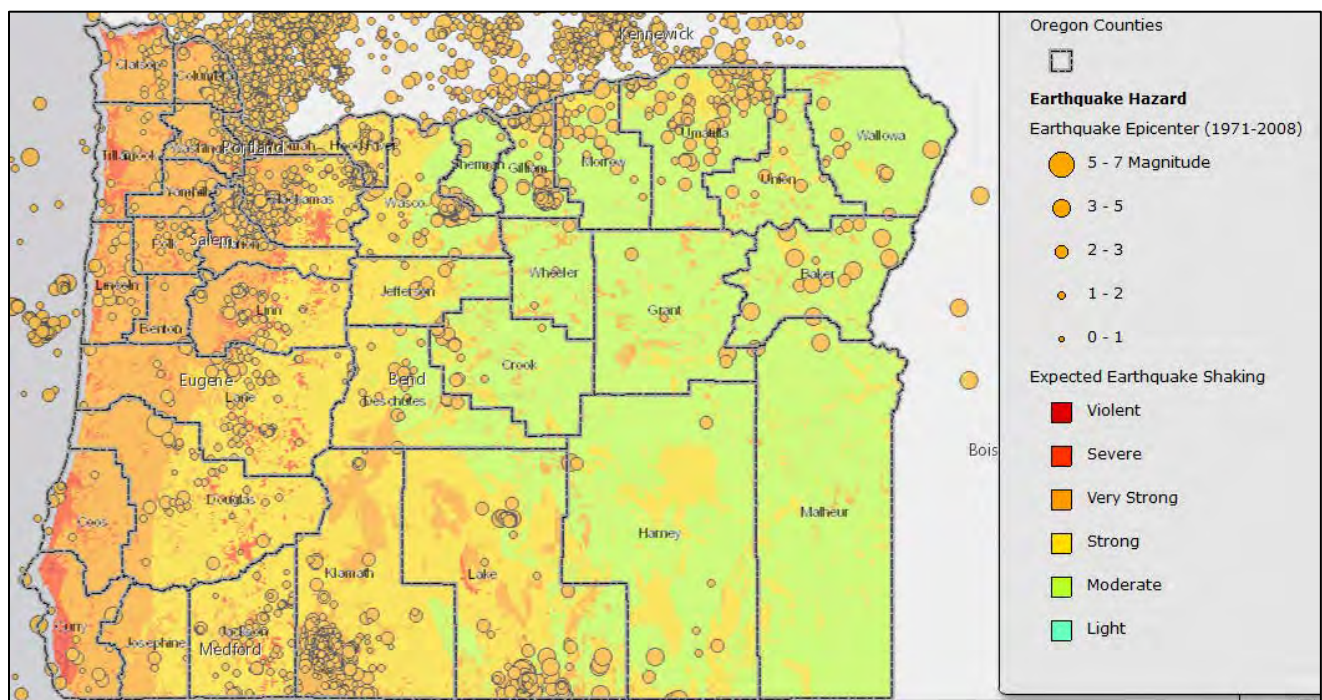 Kennewick
Clatsop
Columbia
Wallowa
Tillamook
Washington
Portland
Hood River
Umatilla
Sherman
Gilliam
Morrow
Union
Yamhill
Clackamas
Wasco
Polk
Salem
Marion
Wheeler
Baker
Lincoln
Jefferson
Linn
Grant
Benton
Crook
Eugene
Bend
Lane
Deschutes
Bois
Douglas
Malheur
Coos
Harney
Klamath
Lake
Curry
Josephine
Jackson
Medford
Oregon Counties
Earthquake Hazard
Earthquake Epicenter (1971-2008)
5 - 7 Magnitude
3 - 5
2 - 3
1 - 2
0 - 1
Expected Earthquake Shaking
Violent
Severe
Very Strong
Strong
Moderate
Light